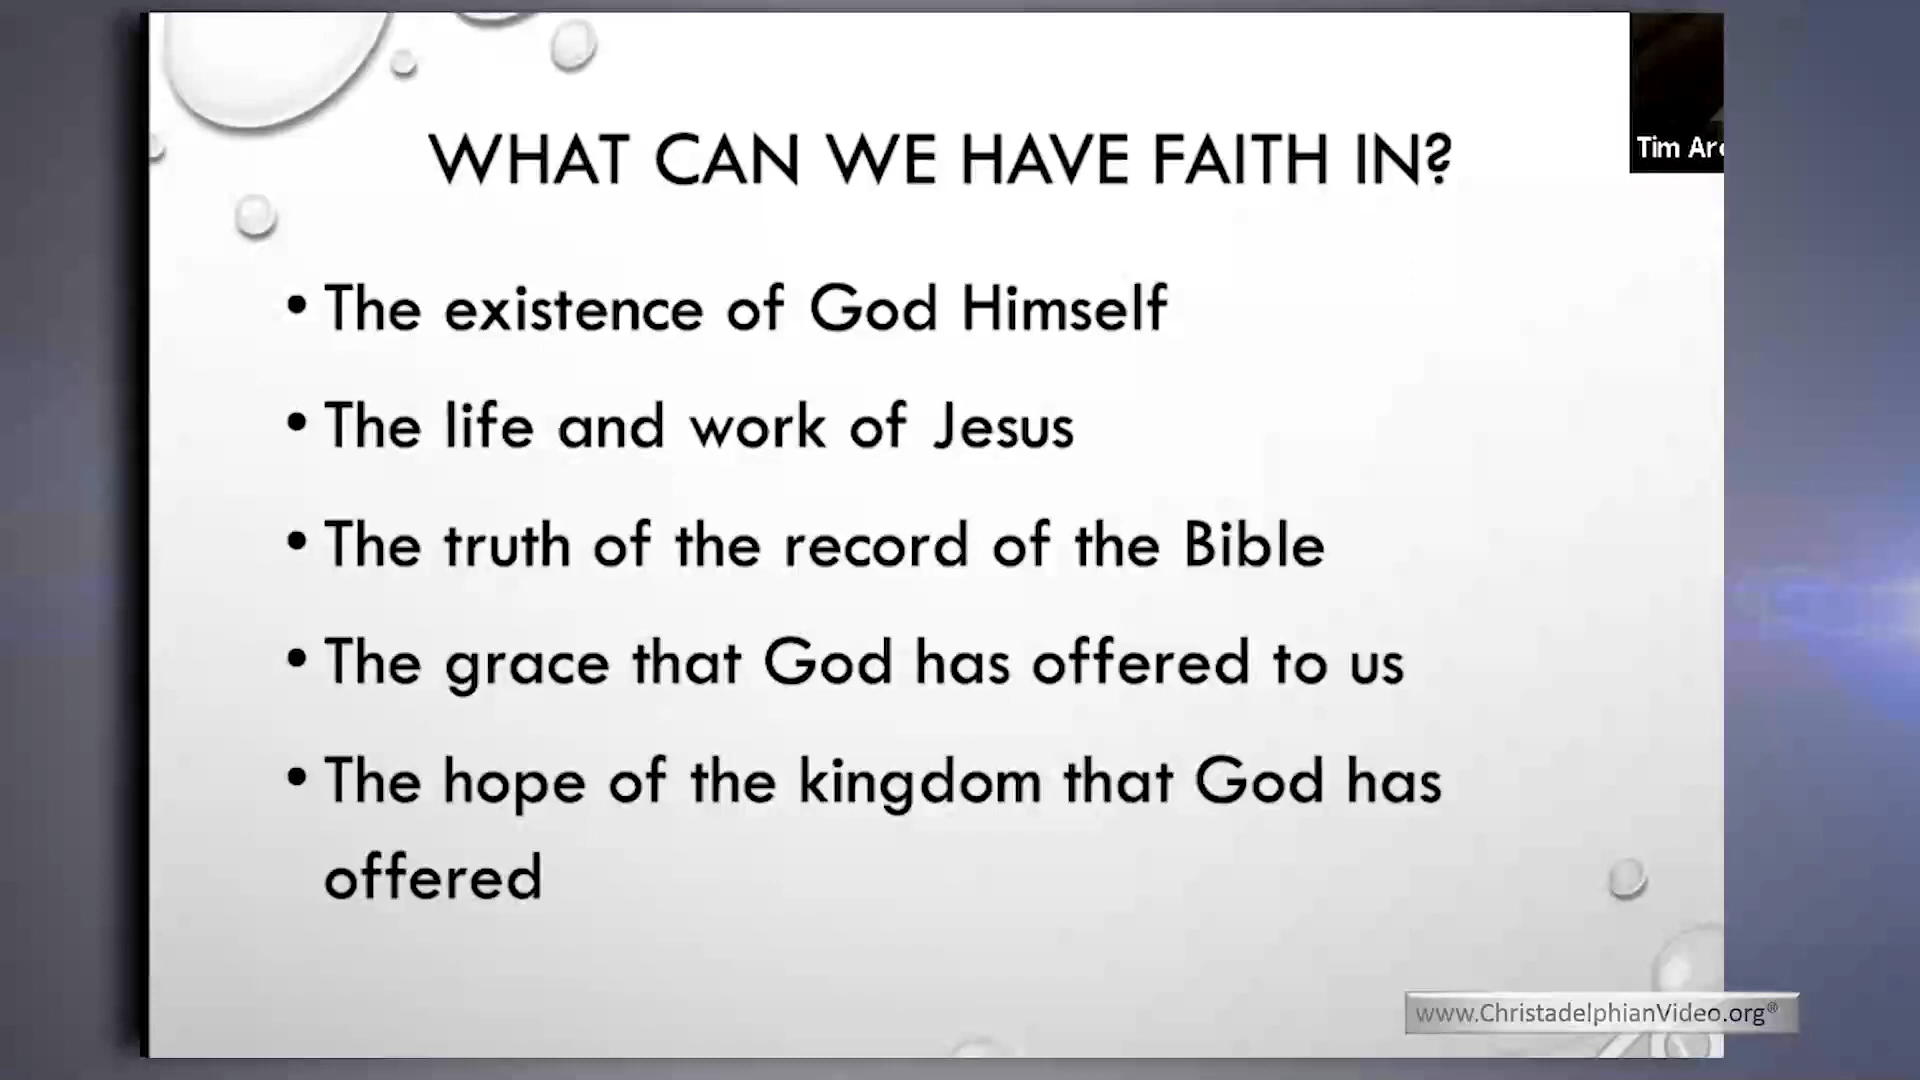 WHAT CAN WE HAVE FAITH IN?
Tim Ar
• The existence of God Himself
• The life and work of Jesus
• The truth of the record of the Bible
• The grace that God has offered to us
• The hope of the kingdom that God has
offered
www.ChristadelphianVideo.org®